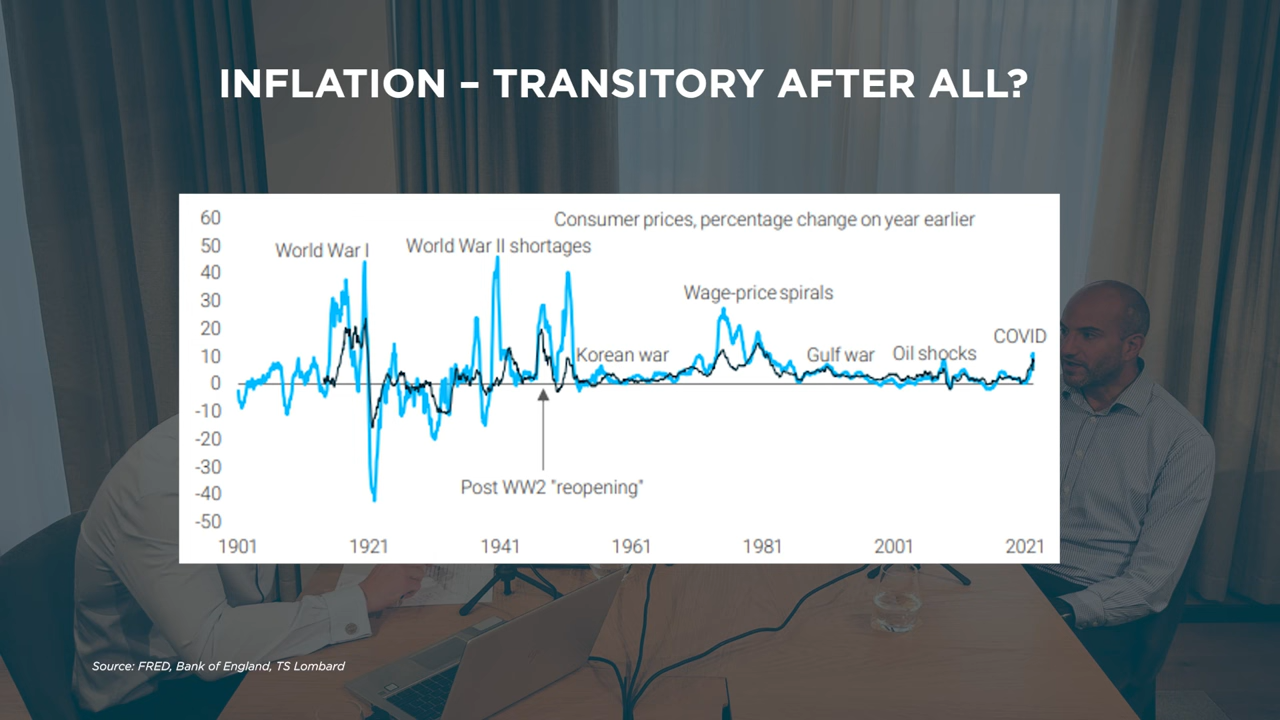 INFLATION – TRANSITORY AFTER ALL?
60
Consumer prices, percentage change on year earlier
50
World War I
World War II shortages
40
30
Wage-price spirals
20
COVID
10
Korean war
Gulf war
Oil shocks
0
-10
-20
-30
Post WW2 "reopening"
-40
-50
1901
1921
1941
1961
1981
2001
2021
Source: FRED, Bank of England, TS Lombard